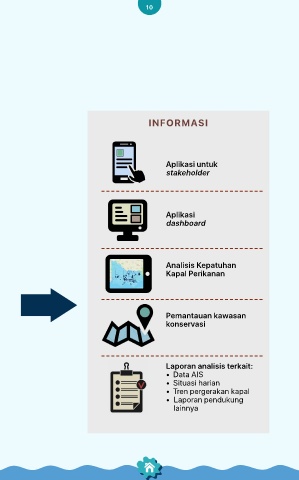 10
INFORMASI
Aplikasi untuk
stakeholder
Aplikasi
dashboard
Analisis Kepatuhan
Kapal Perikanan
Pemantauan kawasan
konservasi
Laporan analisis terkait:
• Data AIS
• Situasi harian
• Tren pergerakan kapal
• Laporan pendukung
lainnya